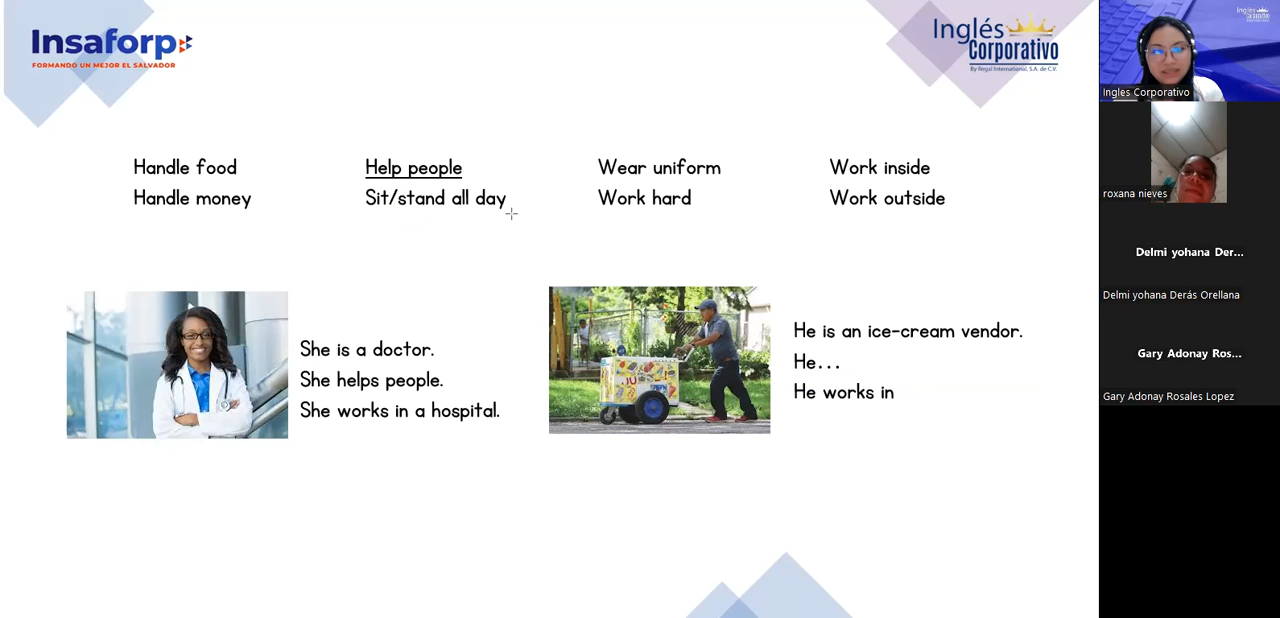 Insaforp
FORMANDO UN MEJOR EL SALVADOR
Inglés
Corporativo
By Regal International, S.A. de C.V.
Handle food
Handle money
Help people
Sit/stand all day
Wear uniform
Work hard
Work inside
Work outside
She is a doctor.
She helps people.
She works in a hospital.
He is an ice-cream vendor.
He...
He works in
Inglés
Ingles Corporativo
roxana nieves
Delmi yohana Der...
Delmi yohana Derás Orellana
Gary Adonay Ros...
Gary Adonay Rosales Lopez